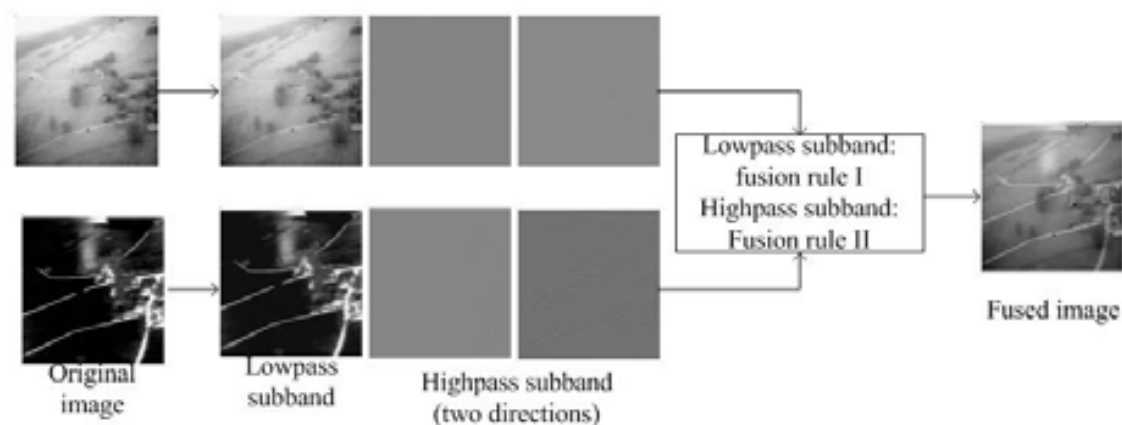 Lowpass subband:
fusion rule I
Highpass subband:
Fusion rule II
Fused image
Original
image
Lowpass
subband
Highpass subband
(two directions)